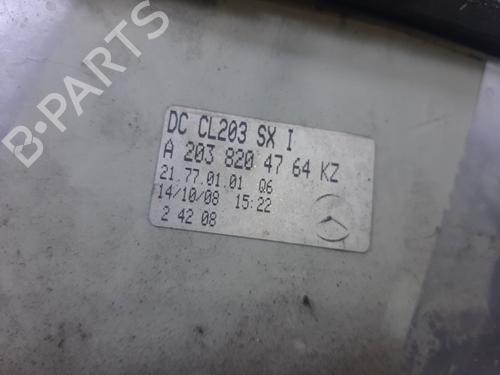 DC CL203 SX I
A 203 820 47 64 KZ
21.77.01.01 Q6
14/10/08 15:22
2 42 08
B-PARTS